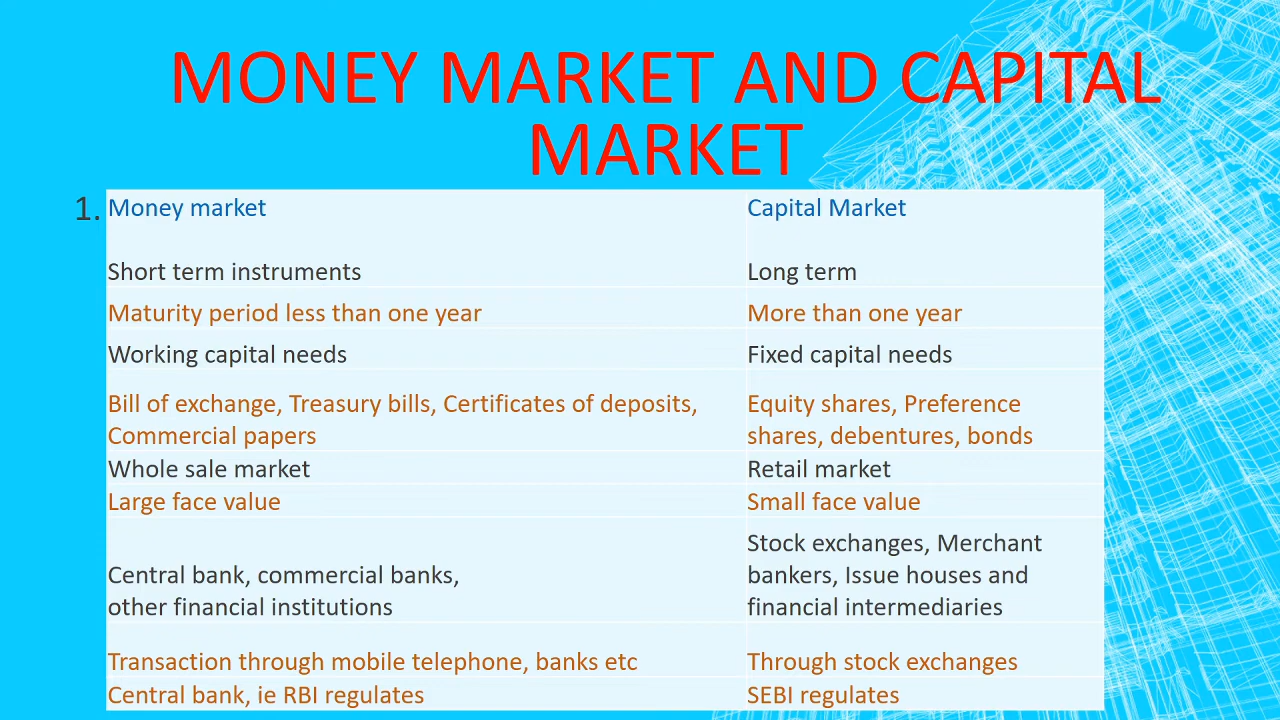 MONEY MARKET AND CAPITAL
MARKET
1.
Money market
Capital Market
Short term instruments
Long term
Maturity period less than one year
More than one year
Working capital needs
Fixed capital needs
Bill of exchange, Treasury bills, Certificates of deposits,
Commercial papers
Equity shares, Preference
shares, debentures, bonds
Whole sale market
Retail market
Large face value
Small face value
Central bank, commercial banks,
other financial institutions
Stock exchanges, Merchant
bankers, Issue houses and
financial intermediaries
Transaction through mobile telephone, banks etc
Through stock exchanges
Central bank, ie RBI regulates
SEBI regulates